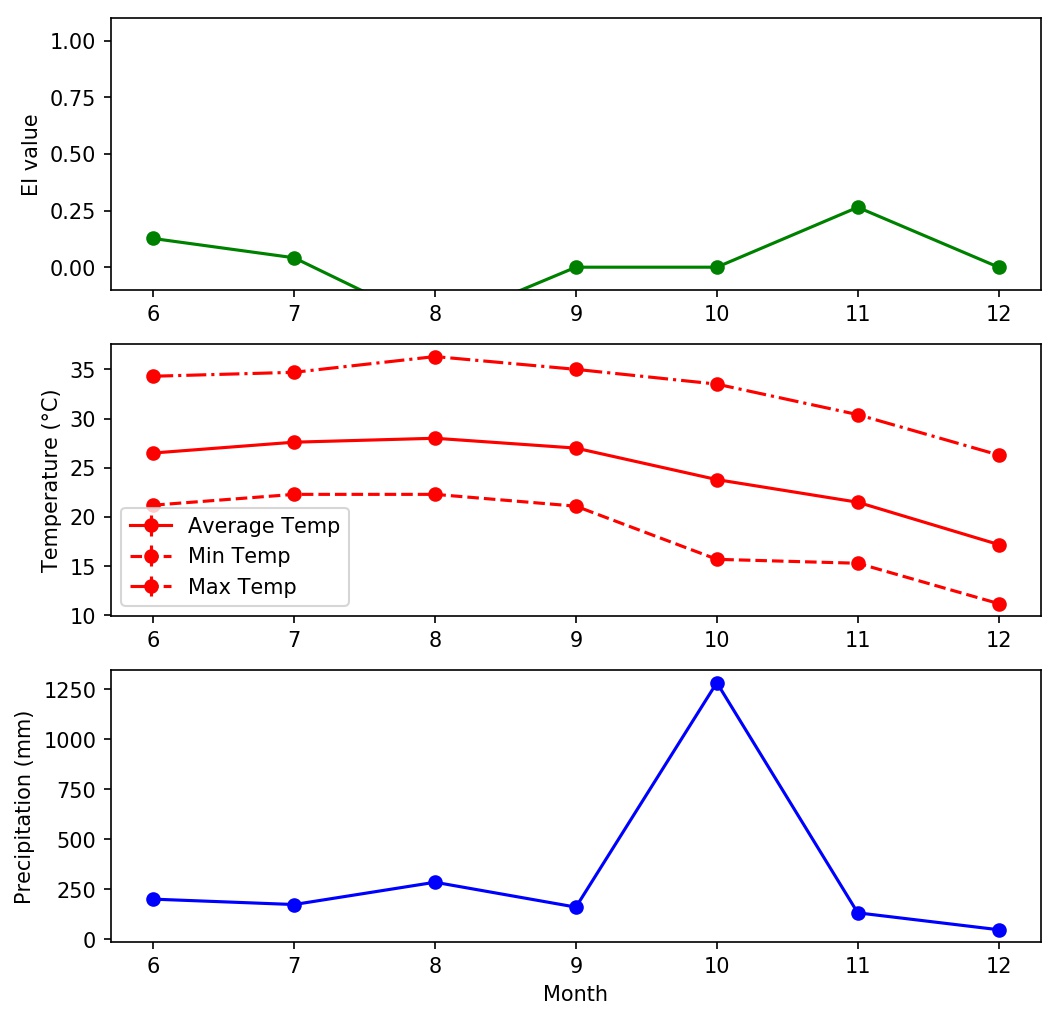 EI value
1.00
0.75
0.50
0.25
0.00
6 7 8 9 10 11 12
Temperature (°C)
35
30
25
20
15
10
Average Temp
Min Temp
Max Temp
6 7 8 9 10 11 12
Precipitation (mm)
1250
1000
750
500
250
0
6 7 8 9 10 11 12
Month